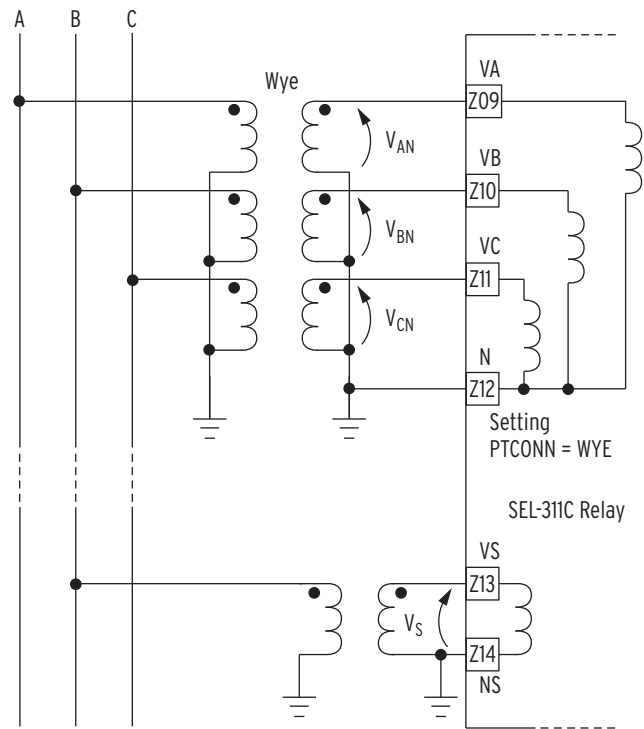 A B C
Wye
VA
Z09
V_AN
VB
Z10
V_BN
VC
Z11
V_CN
N
Z12
Setting
PTCONN = WYE
SEL-311C Relay
VS
Z13
V_S
Z14
NS